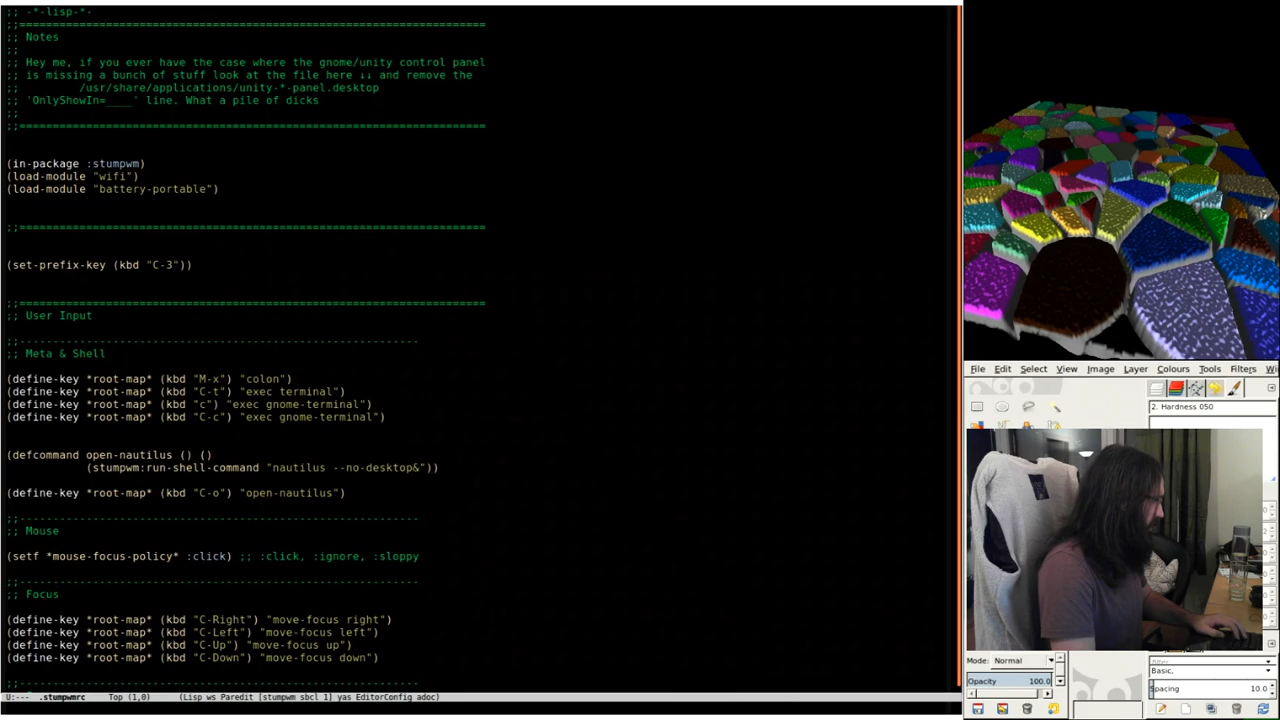 ;; -*-lisp-*-
;;======================================================================
;; Notes
;;
;; Hey me, if you ever have the case where the gnome/unity control panel
;; is missing a bunch of stuff look at the file here ↓↓ and remove the
;;         /usr/share/applications/unity-*-panel.desktop
;; 'OnlyShowIn=____' line. What a pile of dicks
;;
;;======================================================================
(in-package :stumpwm)
(load-module "wifi")
(load-module "battery-portable")
;;======================================================================
(set-prefix-key (kbd "C-3"))
;;======================================================================
;; User Input
;;------------------------------------------------------------
;; Meta & Shell
(define-key *root-map* (kbd "M-x") "colon")
(define-key *root-map* (kbd "C-t") "exec terminal")
(define-key *root-map* (kbd "c") "exec gnome-terminal")
(define-key *root-map* (kbd "C-c") "exec gnome-terminal")
(defcommand open-nautilus () ()
            (stumpwm:run-shell-command "nautilus --no-desktop&"))
(define-key *root-map* (kbd "C-o") "open-nautilus")
;;------------------------------------------------------------
;; Mouse
(setf *mouse-focus-policy* :click) ;; :click, :ignore, :sloppy
;;------------------------------------------------------------
;; Focus
(define-key *root-map* (kbd "C-Right") "move-focus right")
(define-key *root-map* (kbd "C-Left") "move-focus left")
(define-key *root-map* (kbd "C-Up") "move-focus up")
(define-key *root-map* (kbd "C-Down") "move-focus down")
;;------------------------------------------------------------
U:--- .stumpwmrc Top (1,0) (Lisp ws Paredit [stumpwm sbcl 1] yas EditorConfig adoc)
File Edit Select View Image Layer Colours Tools Filters
2. Hardness 050
Mode: Normal
Opacity 100.0
Basic,
Spacing 10.0